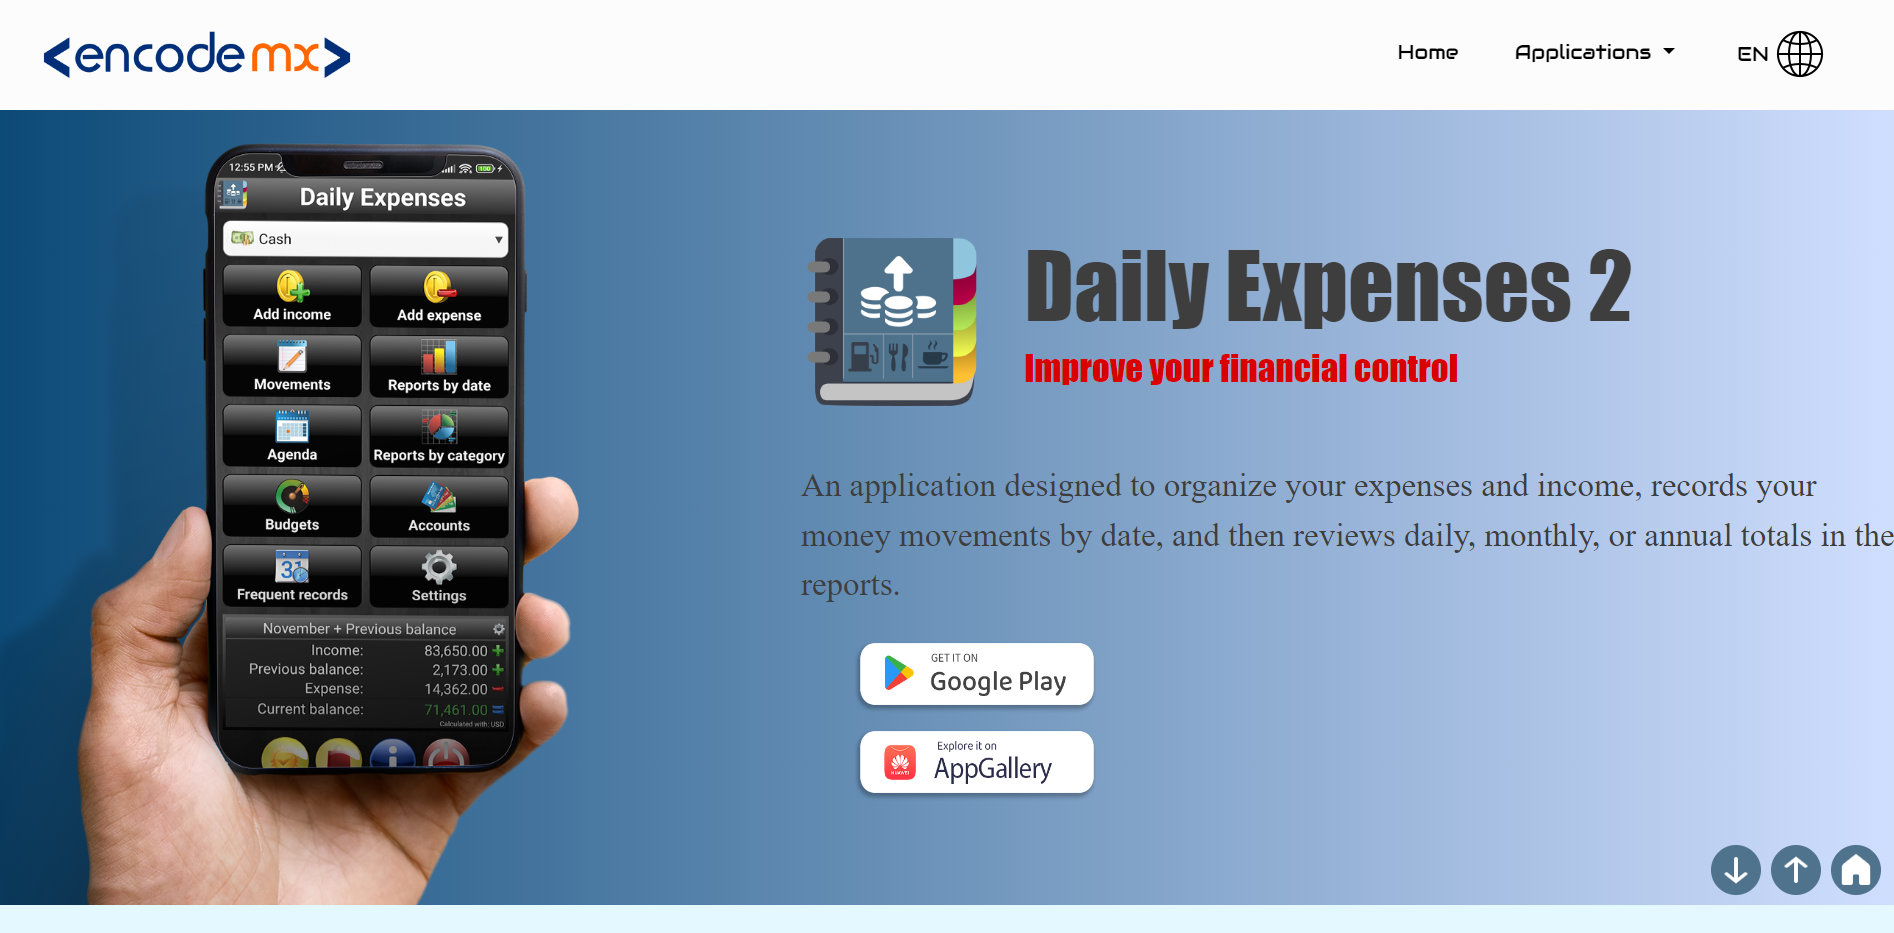 <encodemx>
Home
Applications
EN
12:55 PM
100
Daily Expenses
Cash
Add income
Add expense
Movements
Reports by date
Agenda
Reports by category
Budgets
Accounts
31
Frequent records
Settings
November + Previous balance
Income: 83,650.00
Previous balance: 2,173.00
Expense: 14,362.00
Current balance: 71,461.00
Calculated with: USD
Daily Expenses 2
Improve your financial control
An application designed to organize your expenses and income, records your
money movements by date, and then reviews daily, monthly, or annual totals in the
reports.
GET IT ON
Google Play
Explore it on
HUAWEI
AppGallery